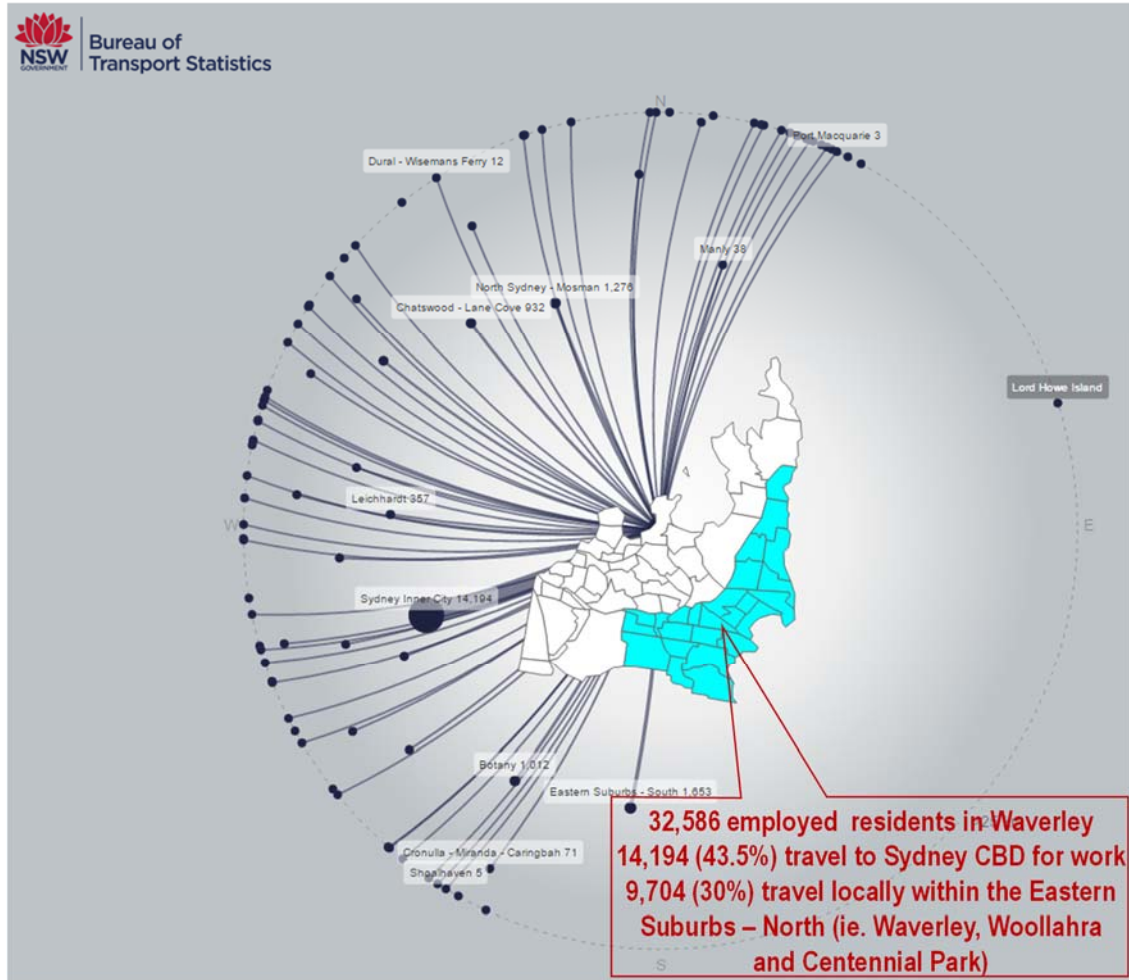 NSW
GOVERNMENT
Bureau of
Transport Statistics
N
Port Macquarie 3
Dural - Wisemans Ferry 12
Manly 38
North Sydney - Mosman 1,276
Chatswood - Lane Cove 932
Lord Howe Island
Leichhardt 357
W
E
Sydney Inner City 14,194
Botany 1,012
Eastern Suburbs - South 1,653
Cronulla - Miranda - Caringbah 71
Shoalhaven 5
32,586 employed residents in Waverley
14,194 (43.5%) travel to Sydney CBD for work
9,704 (30%) travel locally within the Eastern
Suburbs – North (ie. Waverley, Woollahra
and Centennial Park)
S